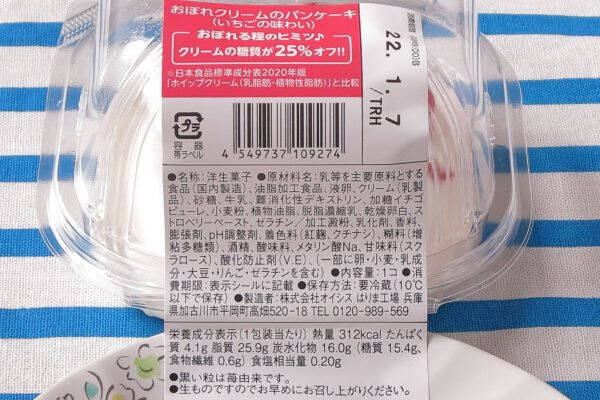 おぼれクリームのパンケーキ
(いちごの味わい)
おぼれる程のヒミツ♪
クリームの糖質が25%オフ!!
※日本食品標準成分表2020年版
「ホイップクリーム(乳脂肪・植物性脂肪)」と比較
22.1.7
/TRH
プラ
容器
帯ラベル
4 549737 109274
●名称:洋生菓子 ●原材料名:乳等を主要原料とする
食品(国内製造)、油脂加工食品、液卵、クリーム(乳製
品)、砂糖、牛乳、難消化性デキストリン、加糖イチゴ
ピューレ、小麦粉、植物油脂、脱脂濃縮乳、乾燥卵白、ス
トロベリーペースト、ゼラチン/加工澱粉、乳化剤、香料、
膨張剤、pH調整剤、着色料(紅麹、クチナシ)、糊料(増
粘多糖類)、酒精、酸味料、メタリン酸Na、甘味料(ス
クラロース)、酸化防止剤(V.E)、(一部に卵・小麦・乳成
分・大豆・りんご・ゼラチンを含む) ●内容量:1コ ●消
費期限:表示シールに記載 ●保存方法:要冷蔵(10℃
以下で保存) ●製造者:株式会社オイシス はりま工場 兵庫
県加古川市平岡町高畑520-18 TEL 0120-989-569
栄養成分表示(1包装当たり) 熱量 312kcal たんぱく
質 4.1g 脂質 25.9g 炭水化物 16.0g (糖質 15.4g、
食物繊維 0.6g) 食塩相当量 0.20g
●黒い粒は苺由来です。
●生ものですのでお早めにお召し上がりください。